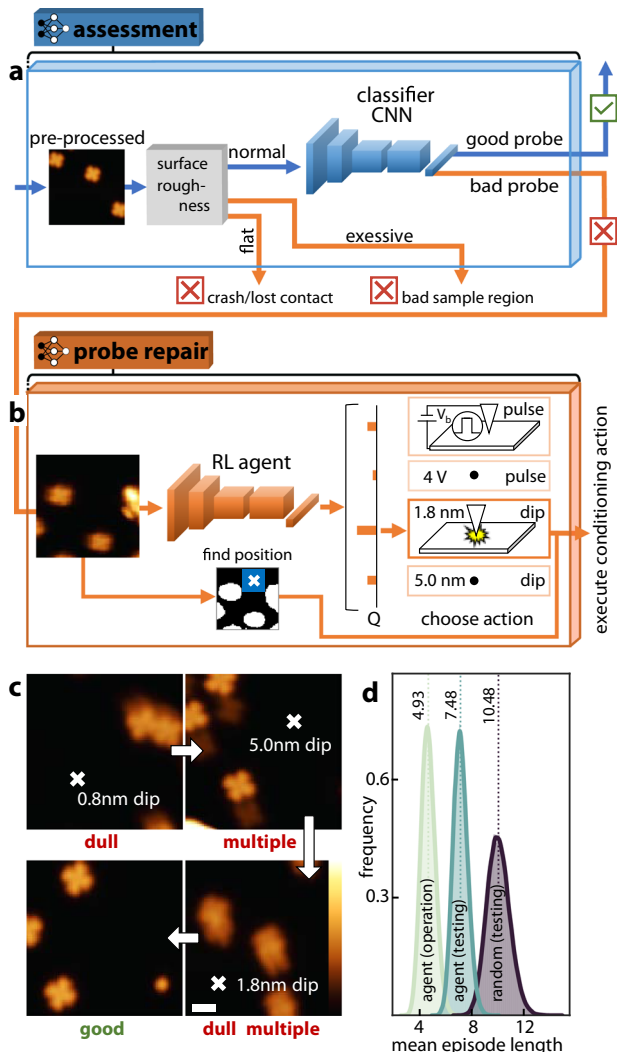 assessment
a
pre-processed
surface
rough-
ness
normal
flat
exessive
classifier
CNN
good probe
bad probe
crash/lost contact
bad sample region
probe repair
b
RL agent
find position
Q
V_b
pulse
4 V
pulse
1.8 nm
dip
5.0 nm
dip
choose action
execute conditioning action
c
0.8nm dip
dull
5.0nm dip
multiple
good
1.8nm dip
dull multiple
d
4.93
7.48
10.48
frequency
0.6
0.3
agent (operation)
agent (testing)
random (testing)
4
8
12
mean episode length